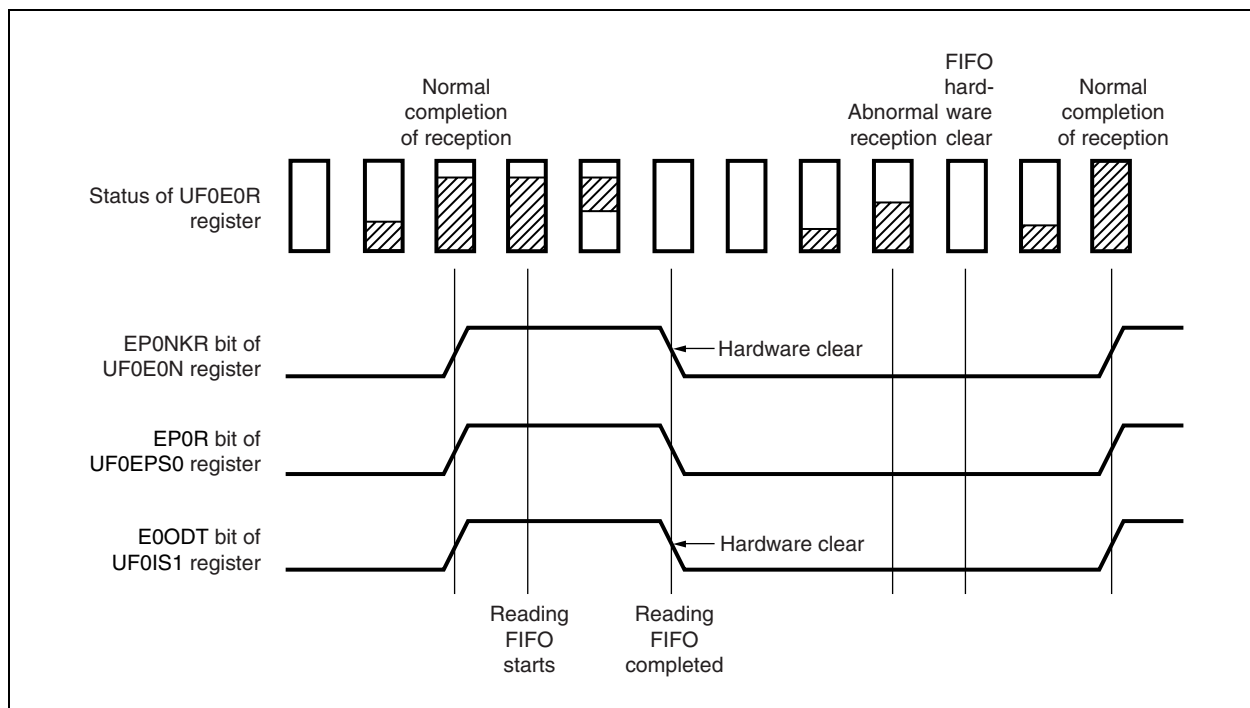 Normal
completion
of reception
Abnormal
reception
FIFO
hard-
ware
clear
Normal
completion
of reception
Status of UF0E0R
register
EP0NKR bit of
UF0E0N register
Hardware clear
EP0R bit of
UF0EPS0 register
E0ODT bit of
UF0IS1 register
Hardware clear
Reading
FIFO
starts
Reading
FIFO
completed